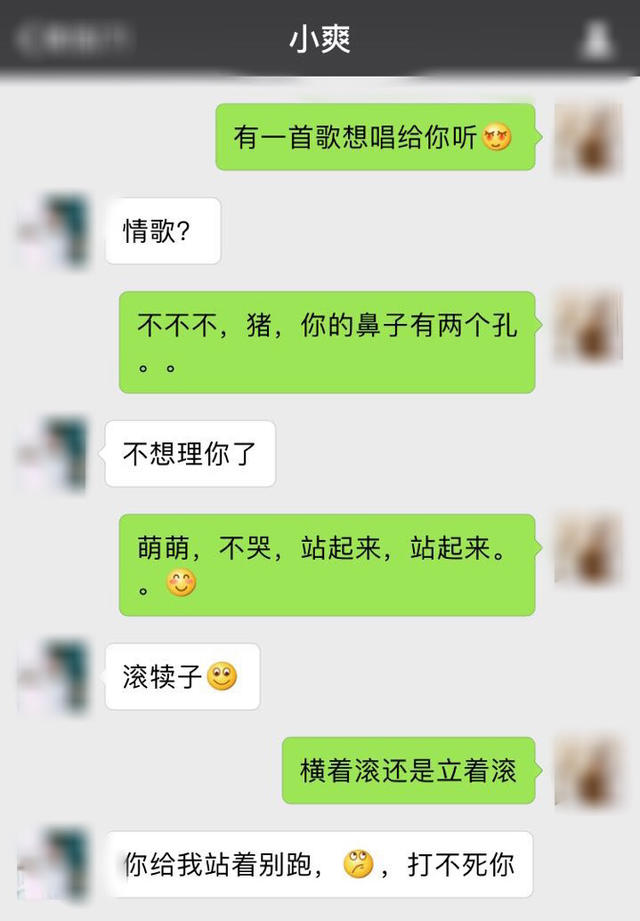 小爽
有一首歌想唱给你听
情歌？
不不不，猪，你的鼻子有两个孔
。。
不想理你了
萌萌，不哭，站起来，站起来。
。
滚犊子
横着滚还是立着滚
你给我站着别跑，，打不死你